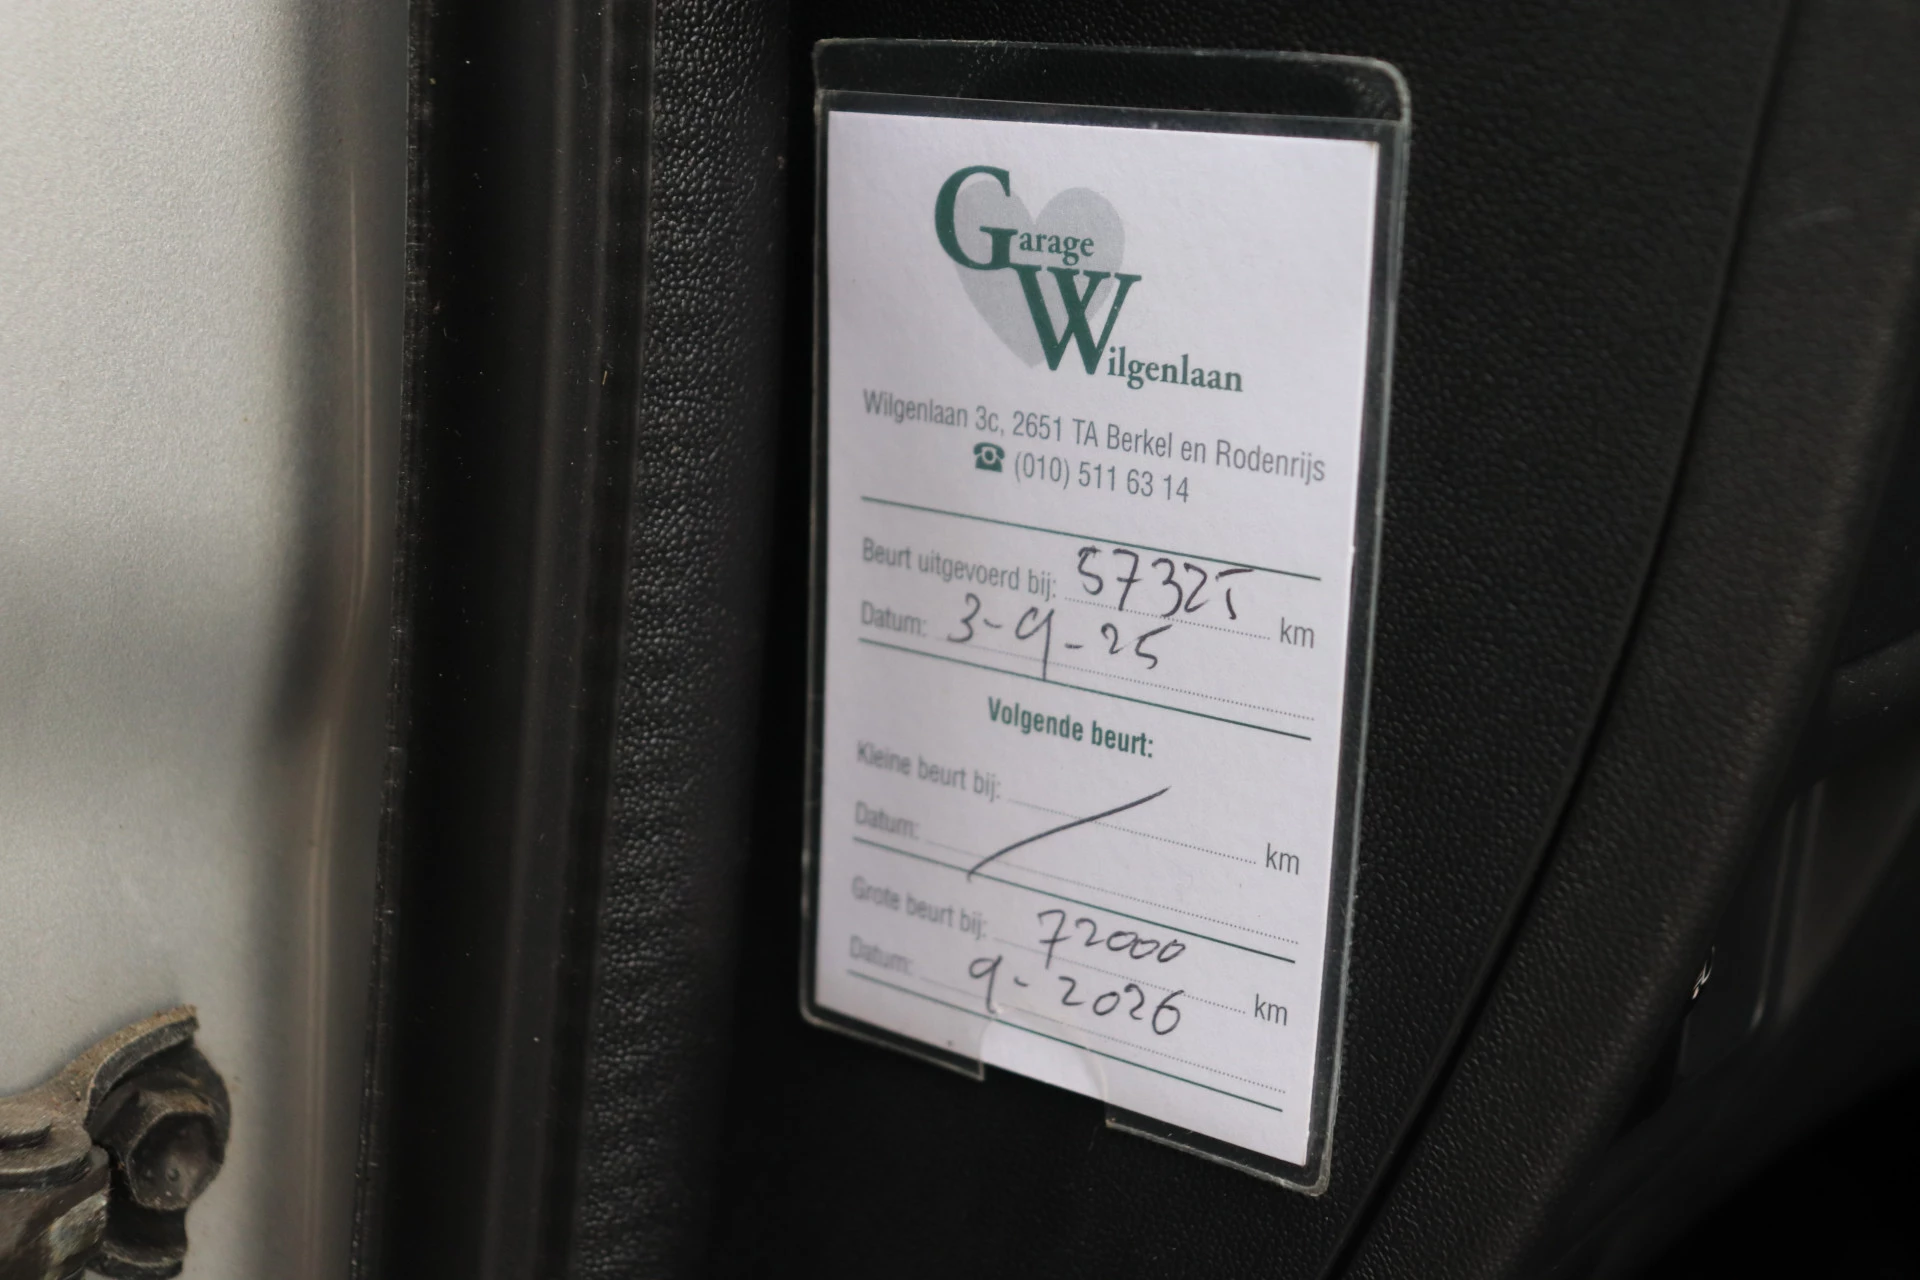 Garage
Wilgenlaan
Wilgenlaan 3c, 2651 TA Berkel en Rodenrijs
☎ (010) 511 63 14
Beurt uitgevoerd bij: 57325 km
Datum: 3-9-25
Volgende beurt:
Kleine beurt bij: km
Datum:
Grote beurt bij: 72000 km
Datum: 9-2026